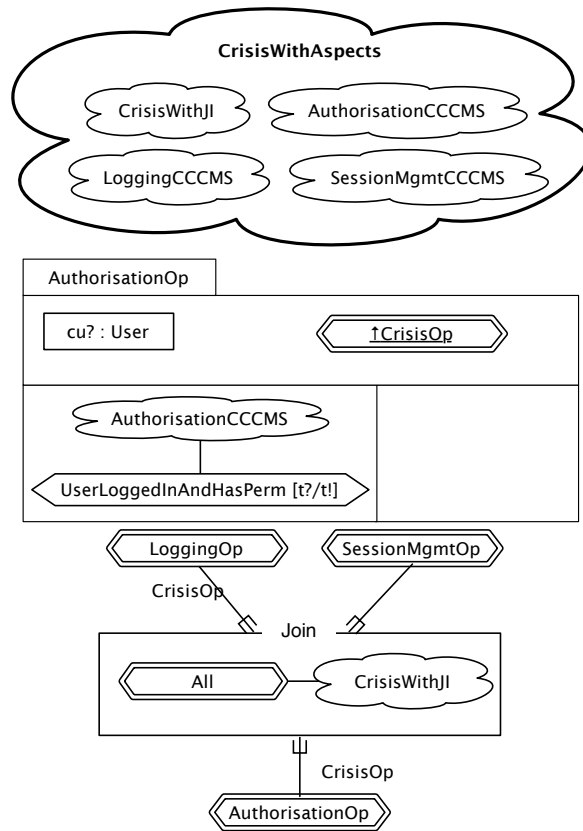 CrisisWithAspects
CrisisWithJI
AuthorisationCCCMS
LoggingCCCMS
SessionMgmtCCCMS
AuthorisationOp
cu? : User
↑CrisisOp
AuthorisationCCCMS
UserLoggedInAndHasPerm [t?/t!]
LoggingOp
SessionMgmtOp
CrisisOp
Join
All
CrisisWithJI
CrisisOp
AuthorisationOp